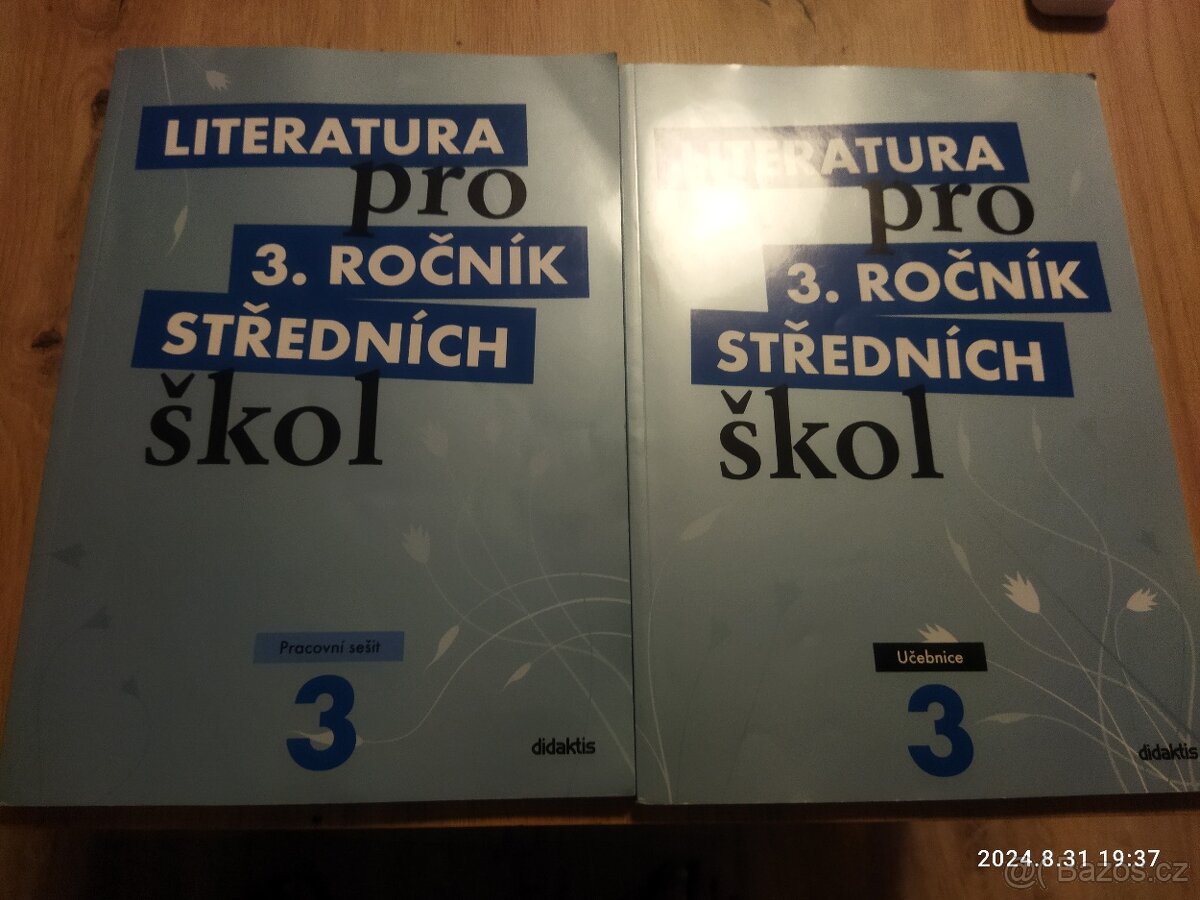 LITERATURA
pro
3. ROČNÍK
STŘEDNÍCH
škol
Pracovní sešit
3
didaktis
LITERATURA
pro
3. ROČNÍK
STŘEDNÍCH
škol
Učebnice
3
didaktis
2024.8.31 19:37
@( Bazos.cz